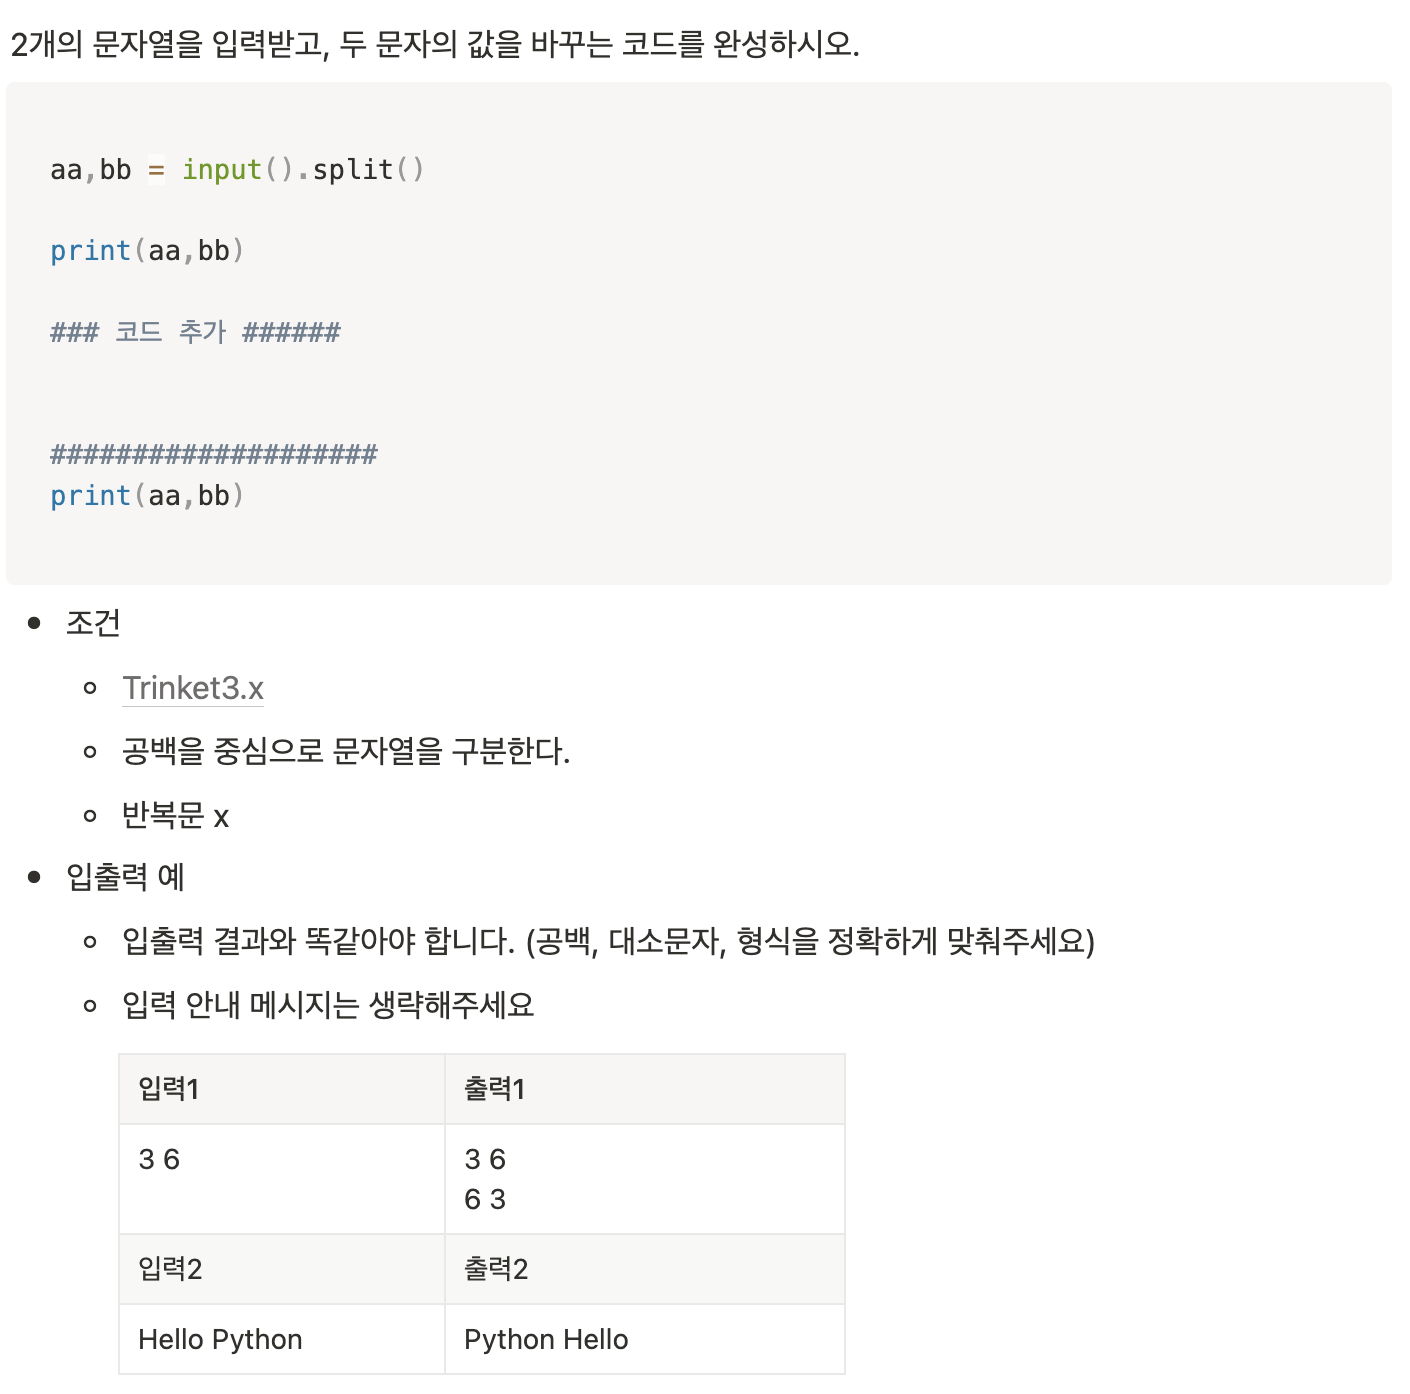 2개의 문자열을 입력받고, 두 문자의 값을 바꾸는 코드를 완성하시오.
aa,bb = input().split()
print(aa,bb)
### 코드 추가 ######
####################
print(aa,bb)
조건
Trinket3.x
공백을 중심으로 문자열을 구분한다.
반복문 x
입출력 예
입출력 결과와 똑같아야 합니다. (공백, 대소문자, 형식을 정확하게 맞춰주세요)
입력 안내 메시지는 생략해주세요
입력1 출력1
3 6 3 6
6 3
입력2 출력2
Hello Python Python Hello